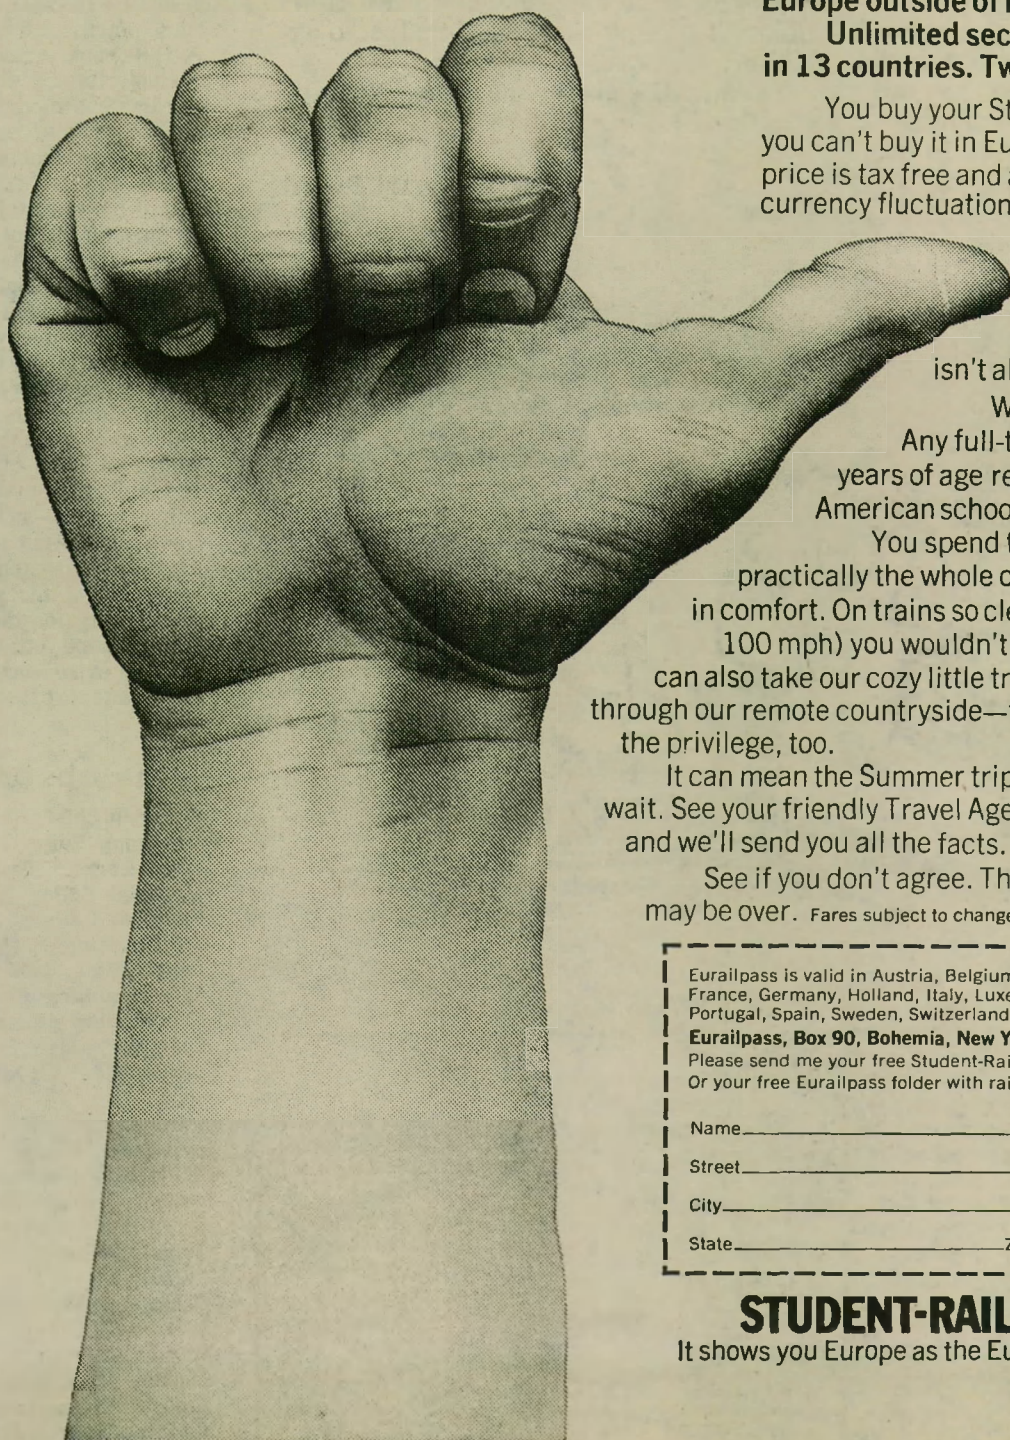 Europe outside of
Unlimited sec
in 13 countries. Tw
You buy your St
you can't buy it in Eu
price is tax free and a
currency fluctuation
isn't al
W
Any full-t
years of age re
American schoo
You spend t
practically the whole o
in comfort. On trains so cle
100 mph) you wouldn't
can also take our cozy little tr
through our remote countryside—
the privilege, too.
It can mean the Summer trip
wait. See your friendly Travel Age
and we'll send you all the facts.
See if you don't agree. Th
may be over. Fares subject to change
Eurailpass is valid in Austria, Belgium
France, Germany, Holland, Italy, Luxe
Portugal, Spain, Sweden, Switzerland
Eurailpass, Box 90, Bohemia, New Y
Please send me your free Student-Rai
Or your free Eurailpass folder with rai
Name
Street
City
State Z
STUDENT-RAIL
It shows you Europe as the Eu